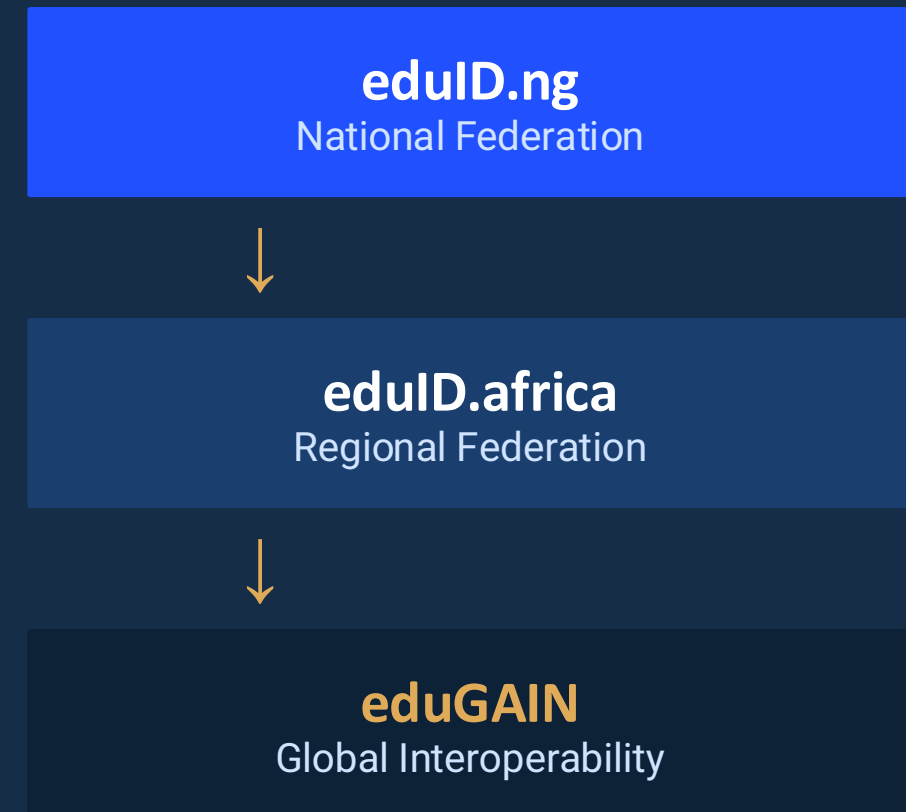 eduID.ng
National Federation
↓
eduID.africa
Regional Federation
↓
eduGAIN
Global Interoperability